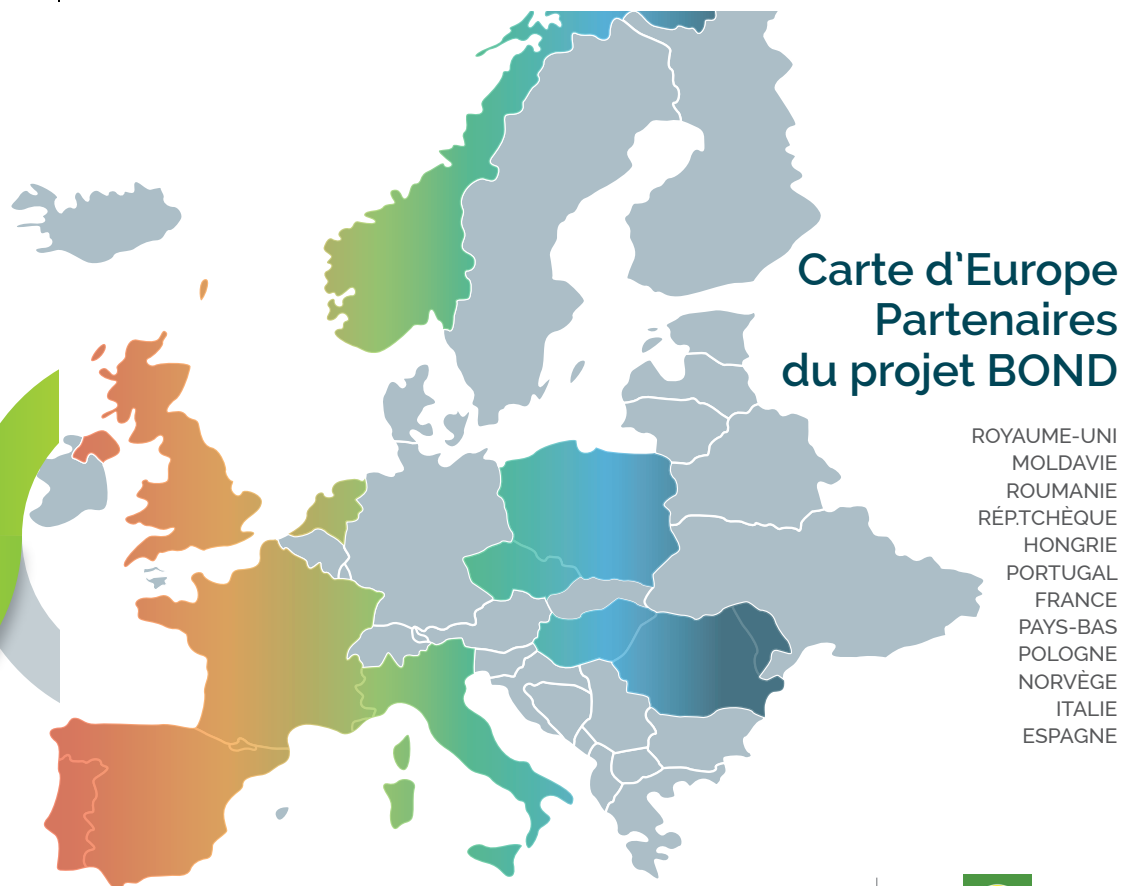 Carte d'Europe
Partenaires
du projet BOND
ROYAUME-UNI
MOLDAVIE
ROUMANIE
RÉP.TCHÈQUE
HONGRIE
PORTUGAL
FRANCE
PAYS-BAS
POLOGNE
NORVÈGE
ITALIE
ESPAGNE